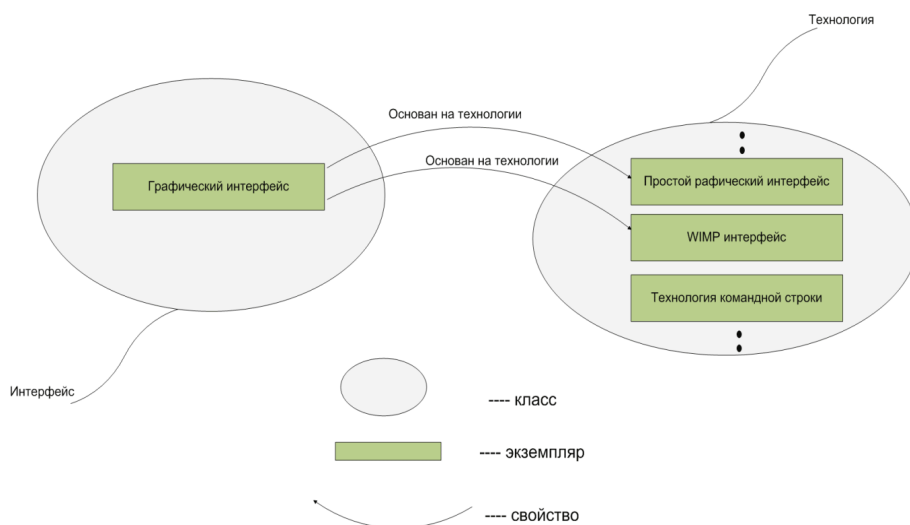 Технология
Основан на технологии
Основан на технологии
Графический интерфейс
Простой рафический интерфейс
WIMP интерфейс
Технология командной строки
Интерфейс
---- класс
---- экземпляр
---- свойство